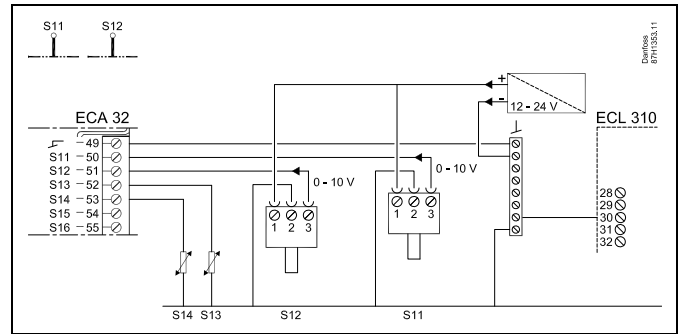 S11 S12
Danfoss
87H1353.11
+
-
12 - 24 V
ECA 32
ECL 310
49
S11 - 50
S12 - 51
S13 - 52
S14 - 53
S15 - 54
S16 - 55
0 - 10 V
0 - 10 V
1 2 3
1 2 3
28
29
30
31
32
S14 S13 S12 S11